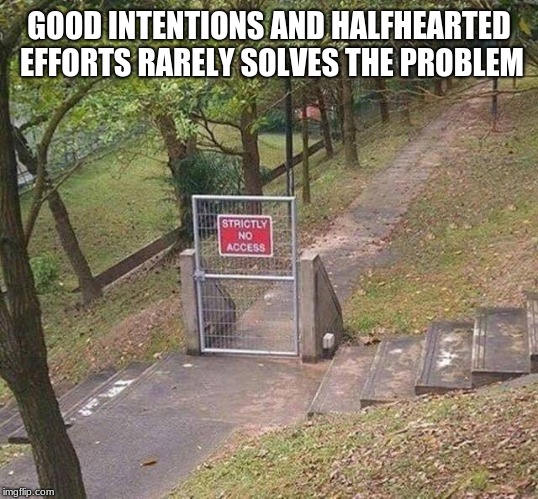 GOOD INTENTIONS AND HALFHEARTED
EFFORTS RARELY SOLVES THE PROBLEM
STRICTLY
NO
ACCESS
imgflip.com